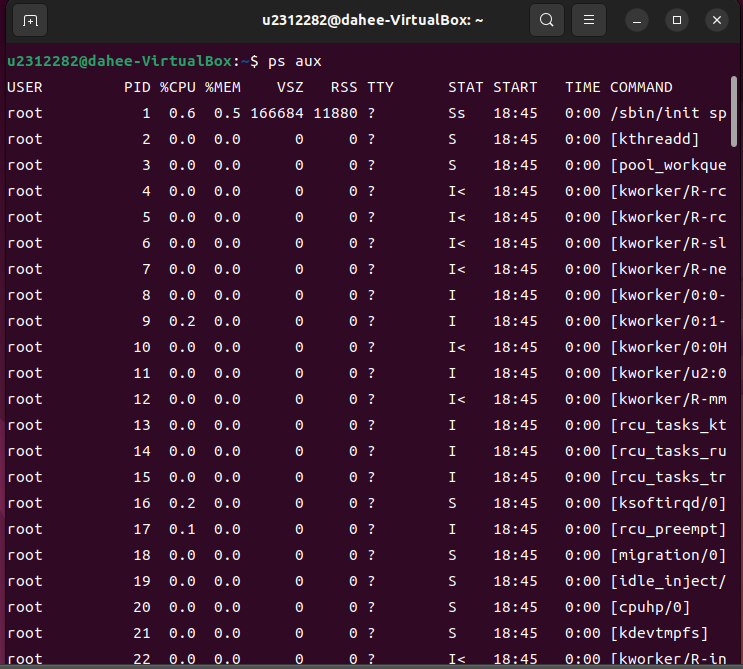 u2312282@dahee-VirtualBox: ~
u2312282@dahee-VirtualBox:~$ ps aux
USER         PID %CPU %MEM    VSZ   RSS TTY      STAT START   TIME COMMAND
root           1  0.6  0.5 166684 11880 ?        Ss   18:45   0:00 /sbin/init sp
root           2  0.0  0.0      0     0 ?        S    18:45   0:00 [kthreadd]
root           3  0.0  0.0      0     0 ?        S    18:45   0:00 [pool_workque
root           4  0.0  0.0      0     0 ?        I<   18:45   0:00 [kworker/R-rc
root           5  0.0  0.0      0     0 ?        I<   18:45   0:00 [kworker/R-rc
root           6  0.0  0.0      0     0 ?        I<   18:45   0:00 [kworker/R-sl
root           7  0.0  0.0      0     0 ?        I<   18:45   0:00 [kworker/R-ne
root           8  0.0  0.0      0     0 ?        I    18:45   0:00 [kworker/0:0-
root           9  0.2  0.0      0     0 ?        I    18:45   0:00 [kworker/0:1-
root          10  0.0  0.0      0     0 ?        I<   18:45   0:00 [kworker/0:0H
root          11  0.0  0.0      0     0 ?        I    18:45   0:00 [kworker/u2:0
root          12  0.0  0.0      0     0 ?        I<   18:45   0:00 [kworker/R-mm
root          13  0.0  0.0      0     0 ?        I    18:45   0:00 [rcu_tasks_kt
root          14  0.0  0.0      0     0 ?        I    18:45   0:00 [rcu_tasks_ru
root          15  0.0  0.0      0     0 ?        I    18:45   0:00 [rcu_tasks_tr
root          16  0.2  0.0      0     0 ?        S    18:45   0:00 [ksoftirqd/0]
root          17  0.1  0.0      0     0 ?        I    18:45   0:00 [rcu_preempt]
root          18  0.0  0.0      0     0 ?        S    18:45   0:00 [migration/0]
root          19  0.0  0.0      0     0 ?        S    18:45   0:00 [idle_inject/
root          20  0.0  0.0      0     0 ?        S    18:45   0:00 [cpuhp/0]
root          21  0.0  0.0      0     0 ?        S    18:45   0:00 [kdevtmpfs]
root          22  0.0  0.0      0     0 ?        I<   18:45   0:00 [kworker/R-in